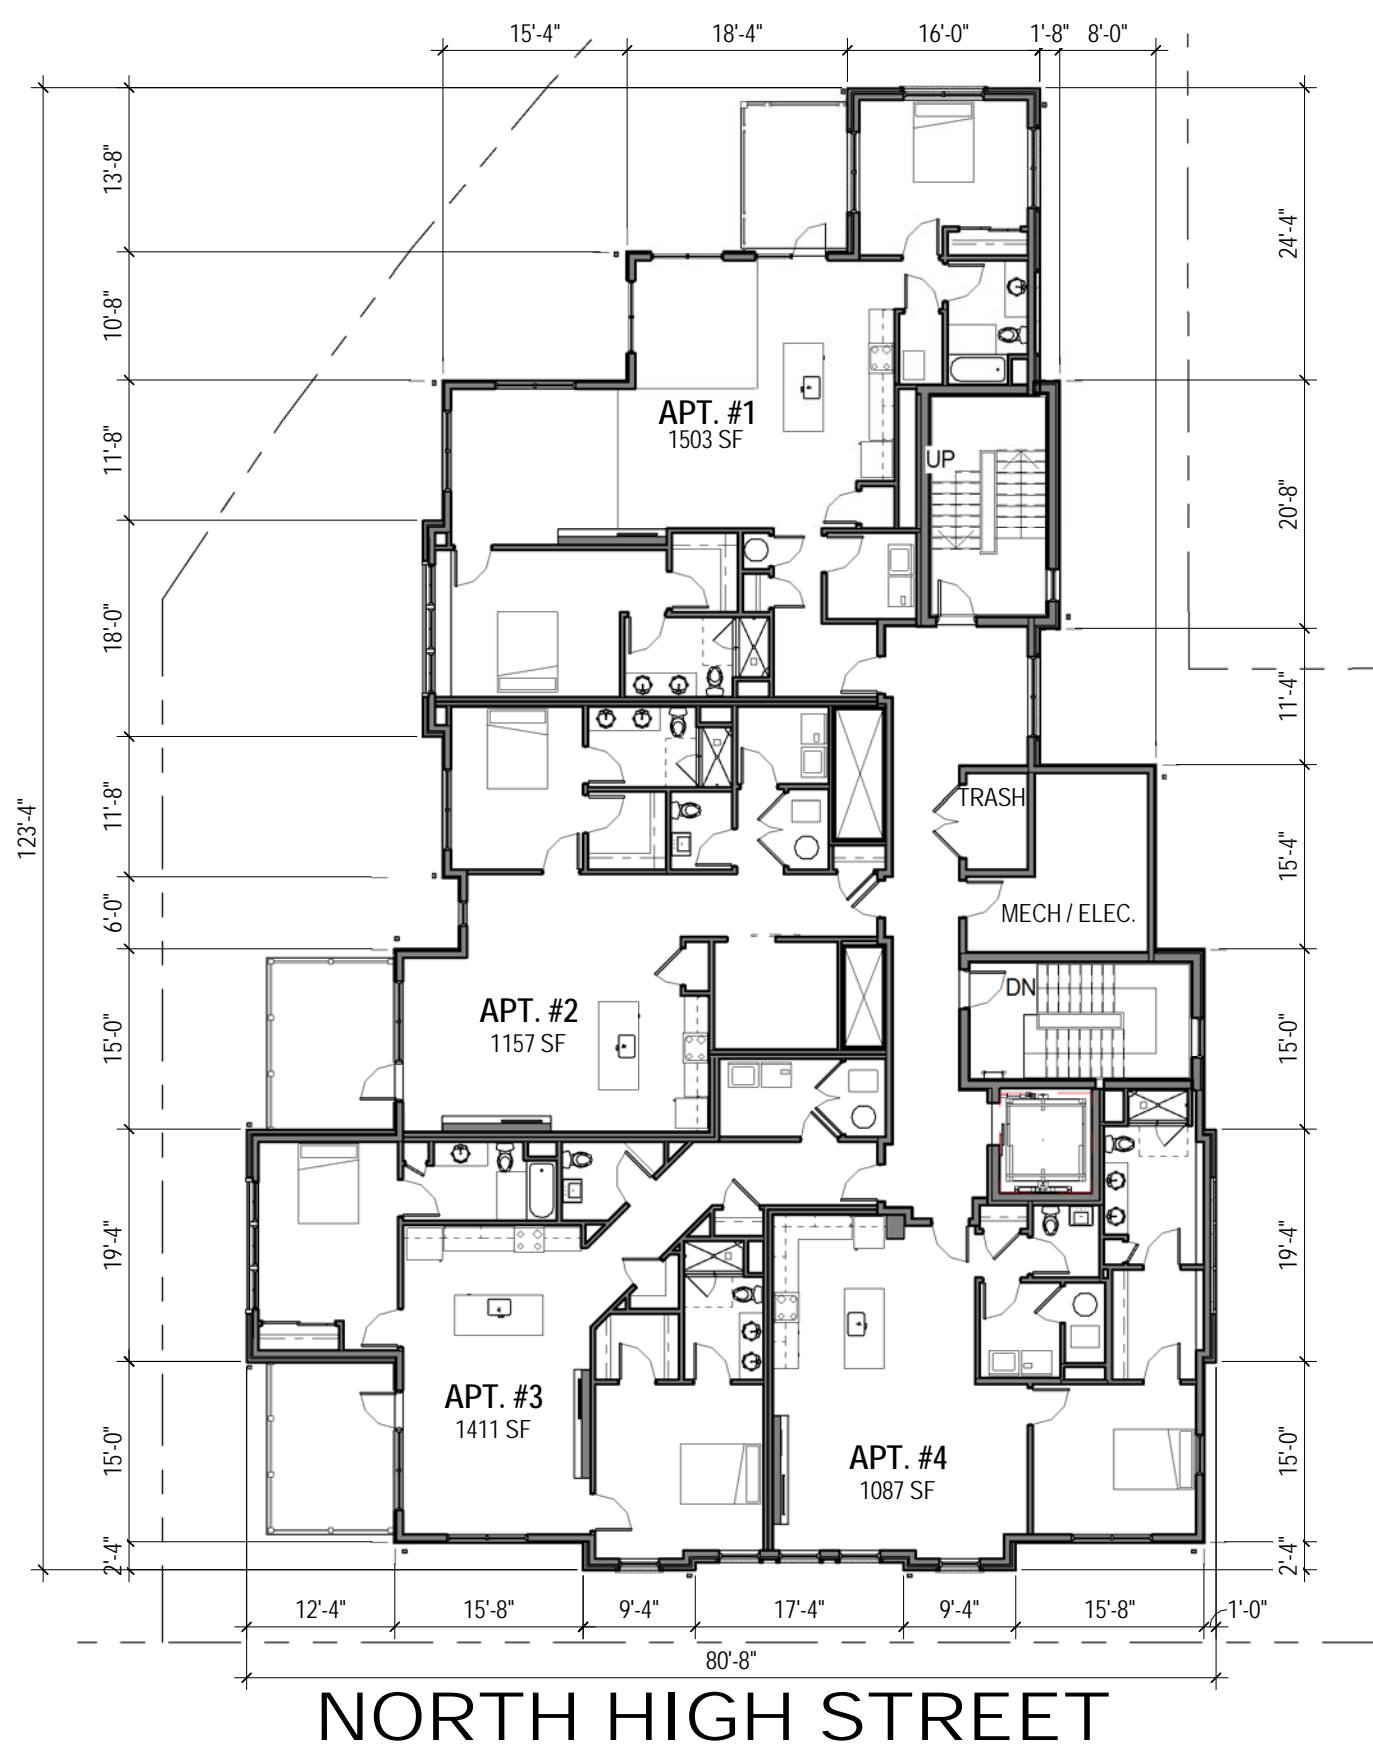 15'-4"
18'-4"
16'-0"
1'-8"
8'-0"
123'-4"
13'-8"
10'-8"
11'-8"
18'-0"
11'-8"
6'-0"
15'-0"
19'-4"
15'-0"
2'-4"
APT. #1
1503 SF
UP
TRASH
MECH / ELEC.
DN
APT. #2
1157 SF
APT. #3
1411 SF
APT. #4
1087 SF
24'-4"
20'-8"
11'-4"
15'-4"
15'-0"
19'-4"
15'-0"
2'-4"
12'-4"
15'-8"
9'-4"
17'-4"
9'-4"
15'-8"
1'-0"
80'-8"
NORTH HIGH STREET